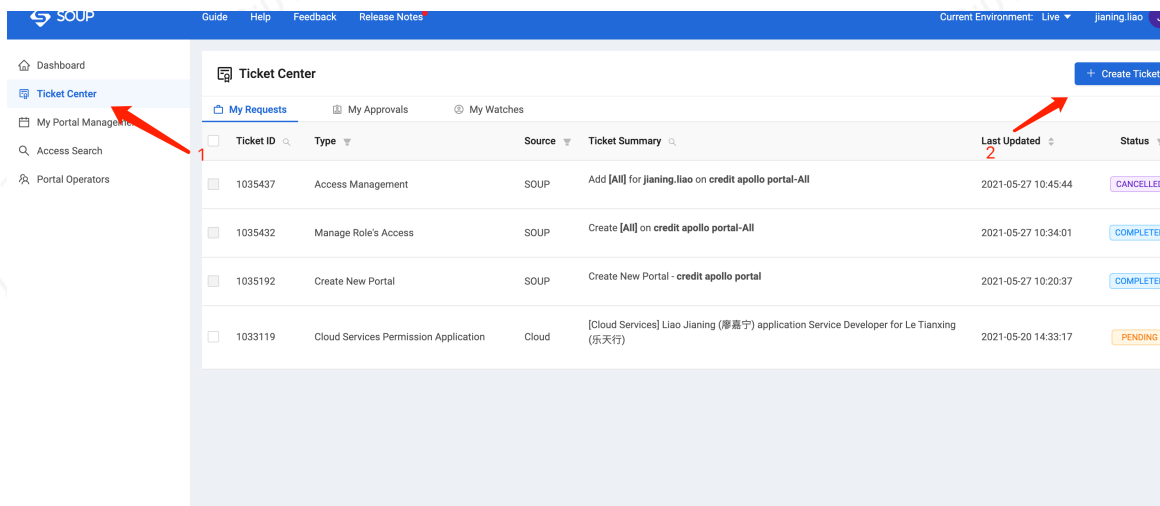 SOUP
Guide Help Feedback Release Notes Current Environment: Live jianing.liao
Dashboard
Ticket Center
My Portal Management
Access Search
Portal Operators
Ticket Center
+ Create Ticket
My Requests My Approvals My Watches
Ticket ID Type Source Ticket Summary Last Updated Status
1
2
1035437 Access Management SOUP Add [All] for jianing.liao on credit apollo portal-All 2021-05-27 10:45:44 CANCELLED
1035432 Manage Role's Access SOUP Create [All] on credit apollo portal-All 2021-05-27 10:34:01 COMPLETED
1035192 Create New Portal SOUP Create New Portal - credit apollo portal 2021-05-27 10:20:37 COMPLETED
1033119 Cloud Services Permission Application Cloud [Cloud Services] Liao Jianing (廖嘉宁) application Service Developer for Le Tianxing
(乐天行) 2021-05-20 14:33:17 PENDING